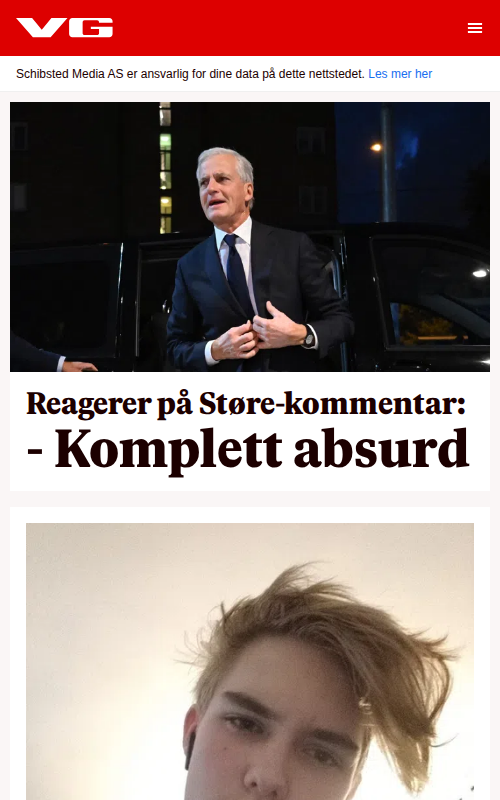 VG
Schibsted Media AS er ansvarlig for dine data på dette nettstedet. Les mer her
Reagerer på Støre-kommentar:
- Komplett absurd